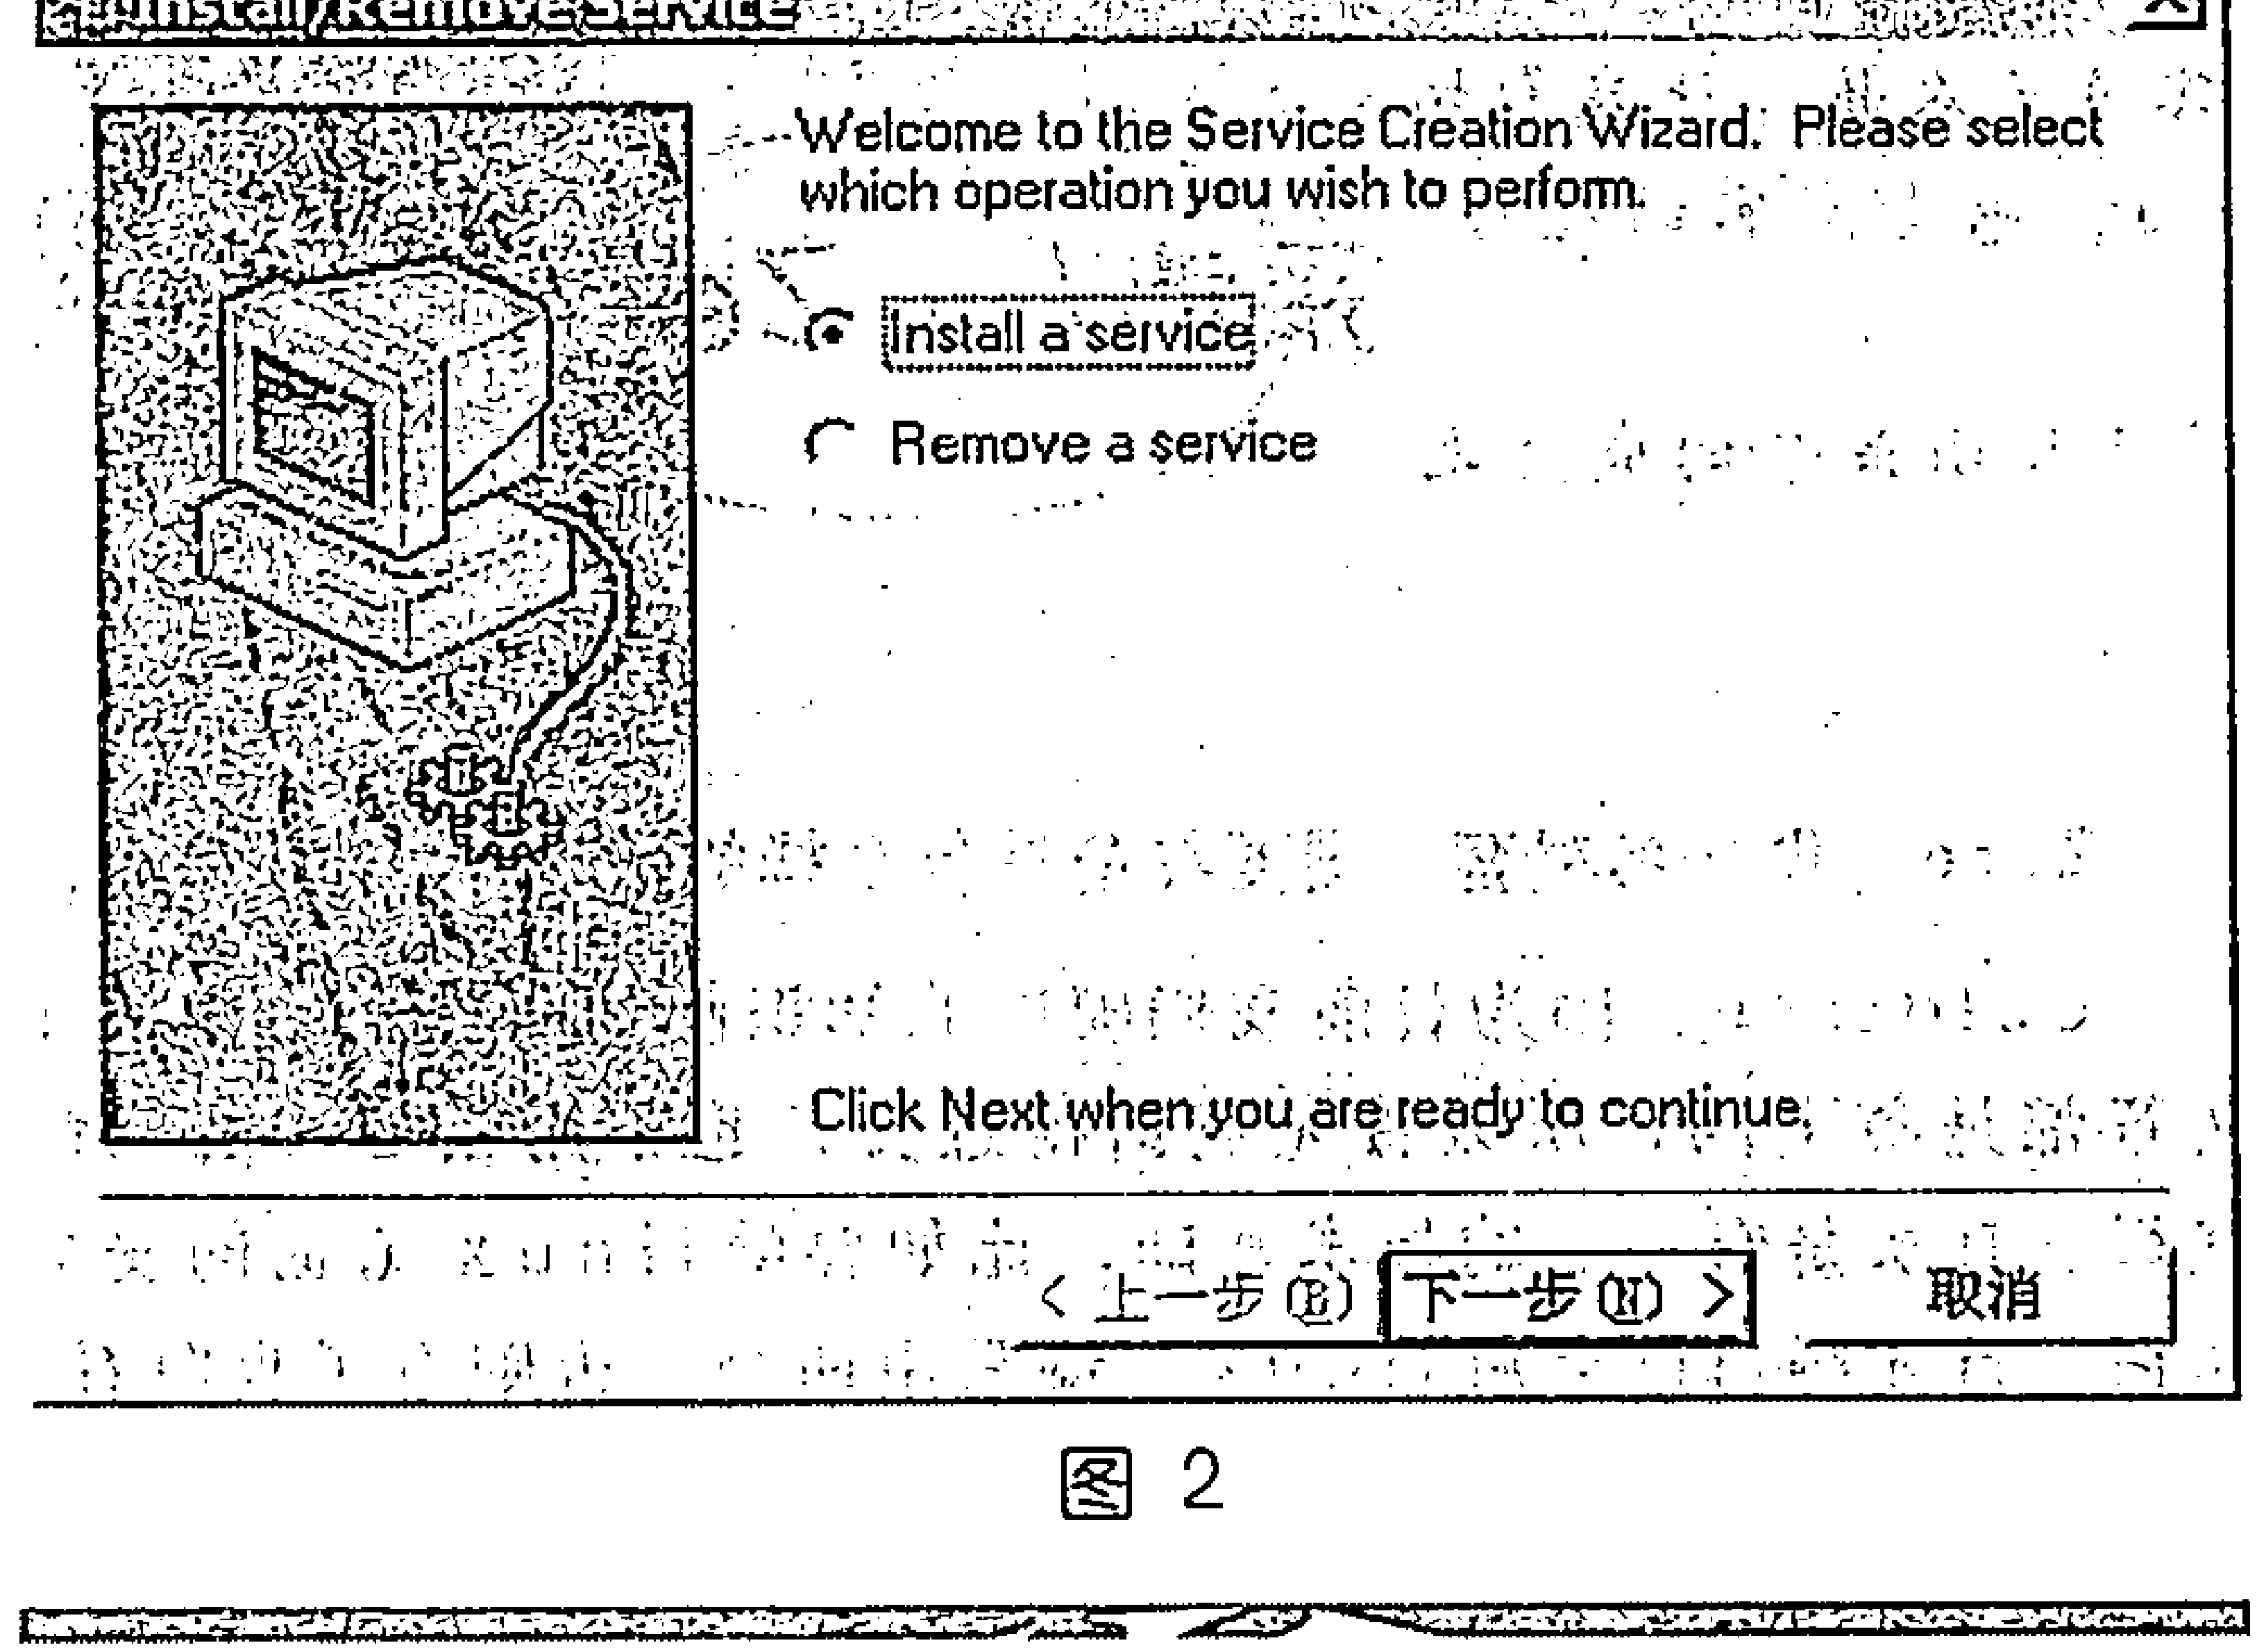 Install/Remove Service
Welcome to the Service Creation Wizard. Please select
which operation you wish to perform.
Install a service
Remove a service
Click Next when you are ready to continue.
< 上一步(B) 下一步(N) > 取消
图 2